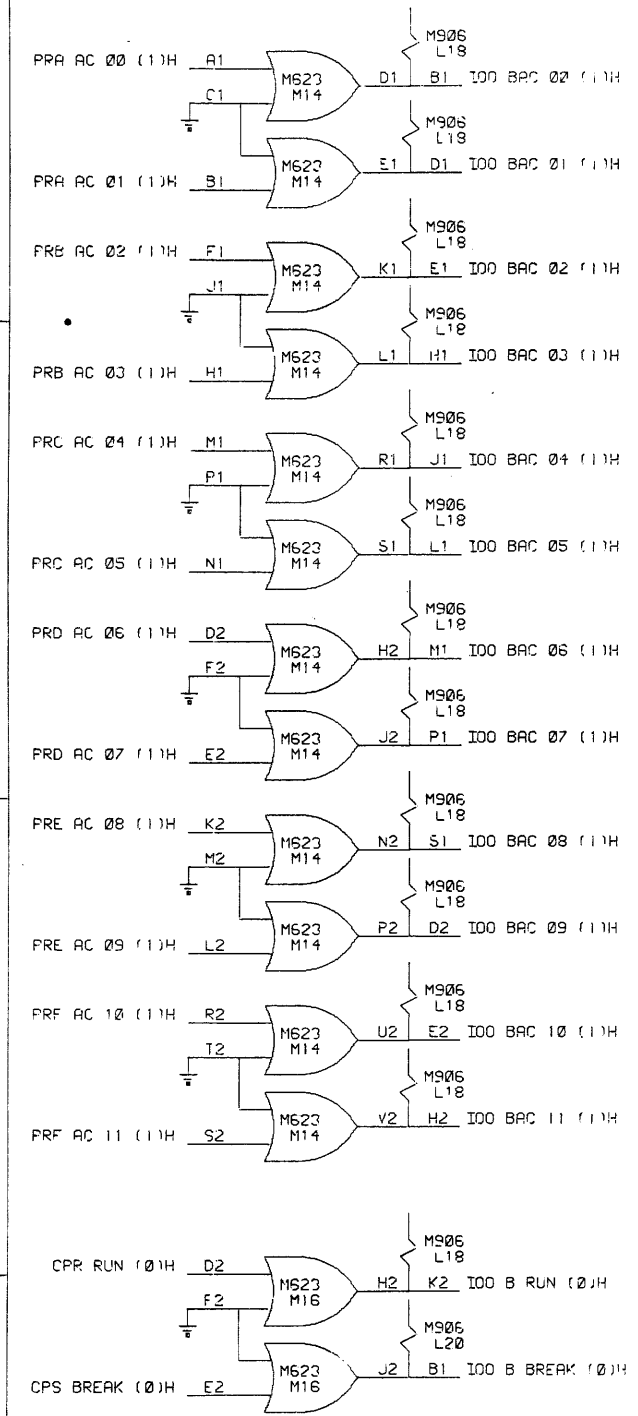 M906
L18
PRA AC 00 (1)H A1 M623 M14 D1 B1 IOO BAC 00 (1)H
C1
M906
L18
PRA AC 01 (1)H B1 M623 M14 E1 D1 IOO BAC 01 (1)H
M906
L18
PRB AC 02 (1)H F1 M623 M14 K1 E1 IOO BAC 02 (1)H
J1
M906
L18
PRB AC 03 (1)H H1 M623 M14 L1 H1 IOO BAC 03 (1)H
M906
L18
PRC AC 04 (1)H M1 M623 M14 R1 J1 IOO BAC 04 (1)H
P1
M906
L18
PRC AC 05 (1)H N1 M623 M14 S1 L1 IOO BAC 05 (1)H
M906
L18
PRD AC 06 (1)H D2 M623 M14 H2 M1 IOO BAC 06 (1)H
F2
M906
L18
PRD AC 07 (1)H E2 M623 M14 J2 P1 IOO BAC 07 (1)H
M906
L18
PRE AC 08 (1)H K2 M623 M14 N2 S1 IOO BAC 08 (1)H
M2
M906
L18
PRE AC 09 (1)H L2 M623 M14 P2 D2 IOO BAC 09 (1)H
M906
L18
PRF AC 10 (1)H R2 M623 M14 U2 E2 IOO BAC 10 (1)H
T2
M906
L18
PRF AC 11 (1)H S2 M623 M14 V2 H2 IOO BAC 11 (1)H
M906
L18
CPR RUN (0)H D2 M623 M16 H2 K2 IOO B RUN (0)H
F2
M906
L20
CPS BREAK (0)H E2 M623 M16 J2 B1 IOO B BREAK (0)H